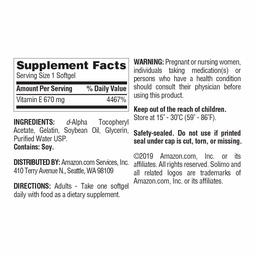 Supplement Facts
Serving Size 1 Softgel
Amount Per Serving % Daily Value
Vitamin E 670 mg 4467%
INGREDIENTS: d-Alpha Tocopheryl
Acetate, Gelatin, Soybean Oil, Glycerin,
Purified Water USP.
Contains: Soy.
DISTRIBUTED BY: Amazon.com Services, Inc.
410 Terry Avenue N., Seattle, WA 98109
DIRECTIONS: Adults - Take one softgel
daily with food as a dietary supplement.
WARNING: Pregnant or nursing women,
individuals taking medication(s) or
persons who have a health condition
should consult their physician before
using this product.
Keep out of the reach of children.
Store at 15° - 30°C (59° - 86°F).
Safety-sealed. Do not use if printed
seal under cap is cut, torn, or missing.
©2019 Amazon.com, Inc. or its
affiliates. All rights reserved. Solimo and
all related logos are trademarks of
Amazon.com, Inc. or its affiliates.